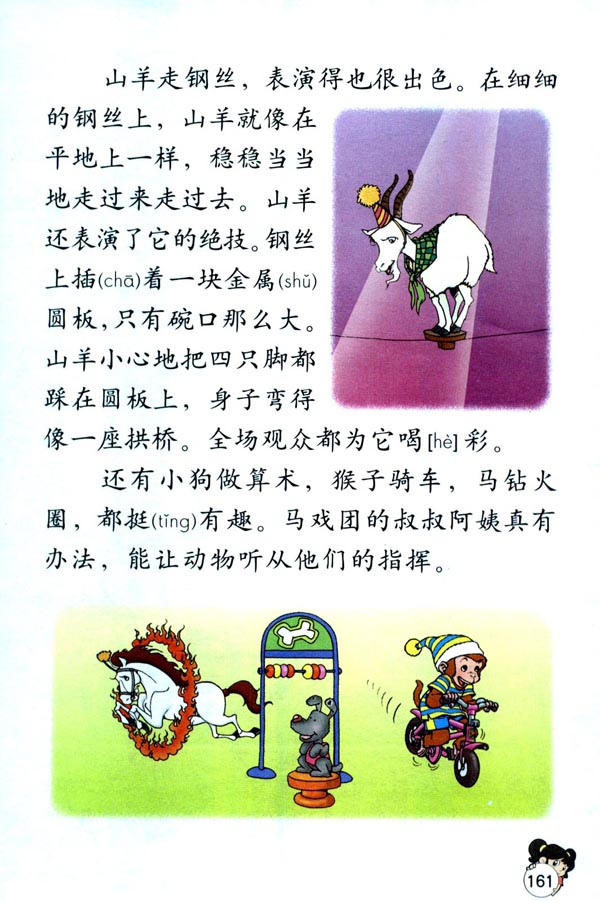 山羊走钢丝，表演得也很出色。在细细
的钢丝上，山羊就像在
平地上一样，稳稳当当
地走过来走过去。山羊
还表演了它的绝技。钢丝
上插(chā)着一块金属(shǔ)
圆板，只有碗口那么大。
山羊小心地把四只脚都
踩在圆板上，身子弯得
像一座拱桥。全场观众都为它喝[hè]彩。
还有小狗做算术，猴子骑车，马钻火
圈，都挺(tǐng)有趣。马戏团的叔叔阿姨真有
办法，能让动物听从他们的指挥。
161